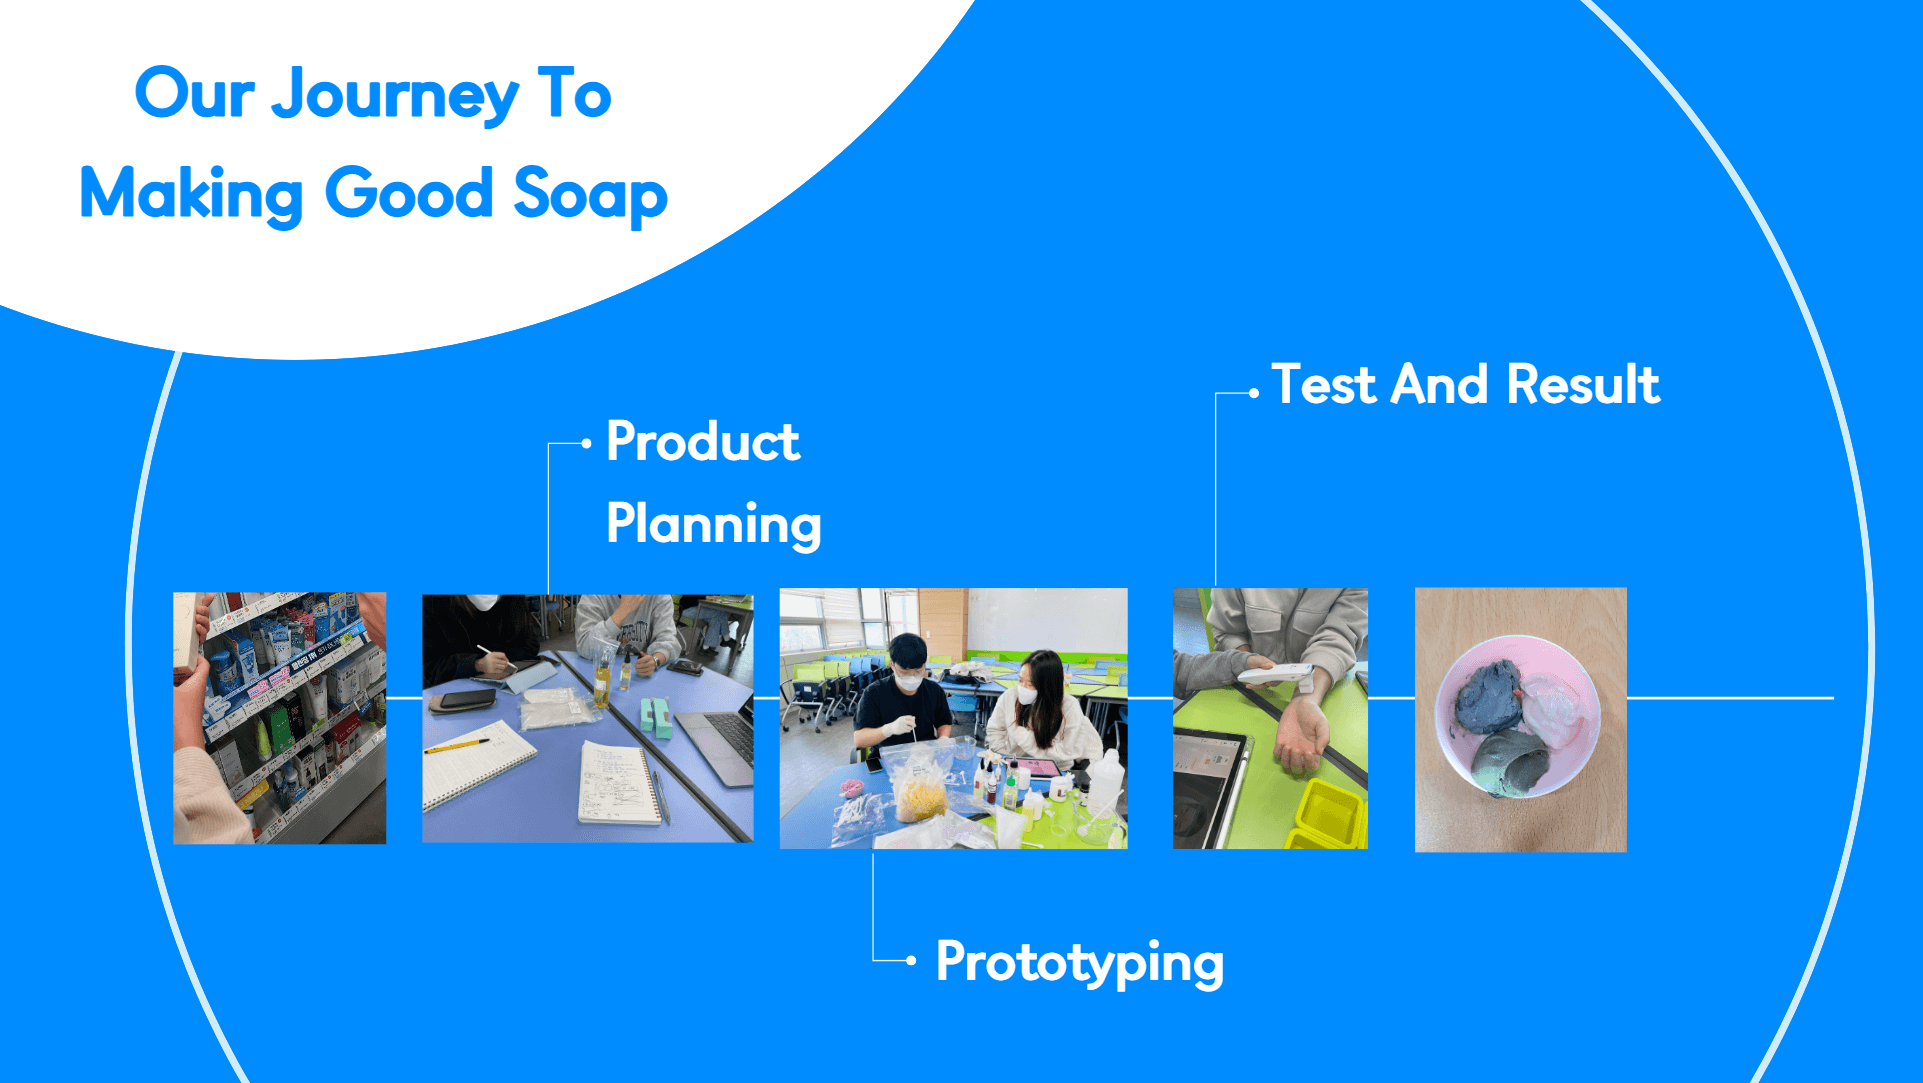 Our Journey To
Making Good Soap
Test And Result
Product
Planning
Prototyping